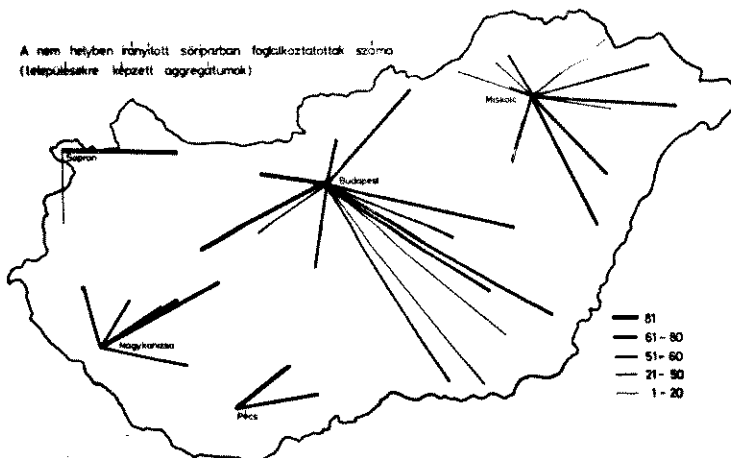 A nem helyben irányított söriparban foglalkoztatottak száma
(településekre képzett aggregátumok)
Miskolc
Sopron
Budapest
Nagykanizsa
Pécs
81
61-80
51-60
21-50
1-20